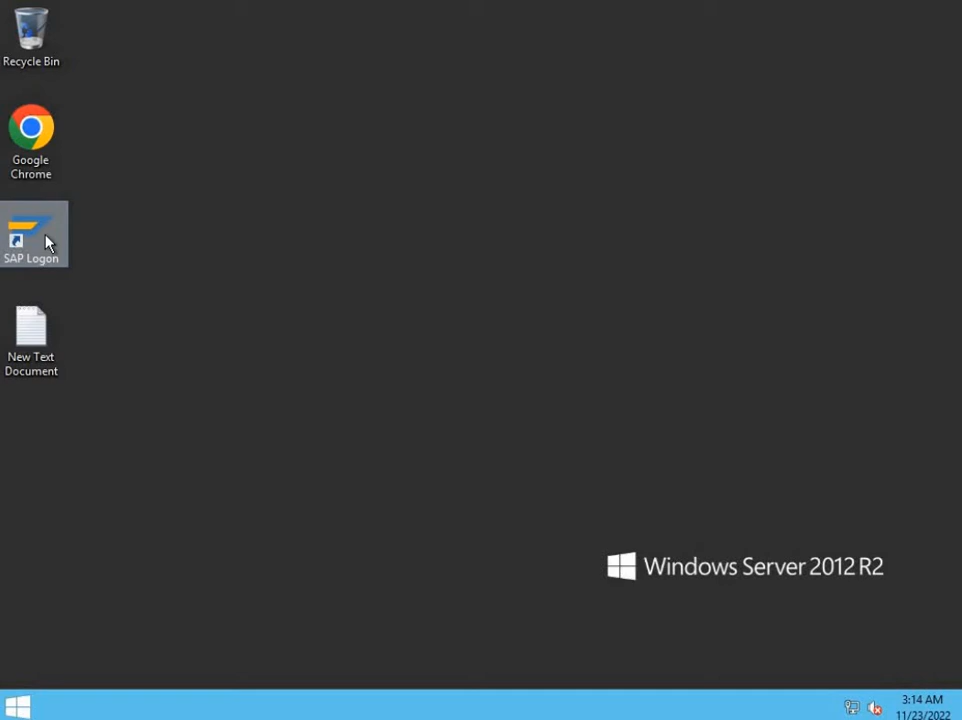 Recycle Bin
Google
Chrome
SAP Logon
New Text
Document
Windows Server 2012 R2
3:14 AM
11/23/2022